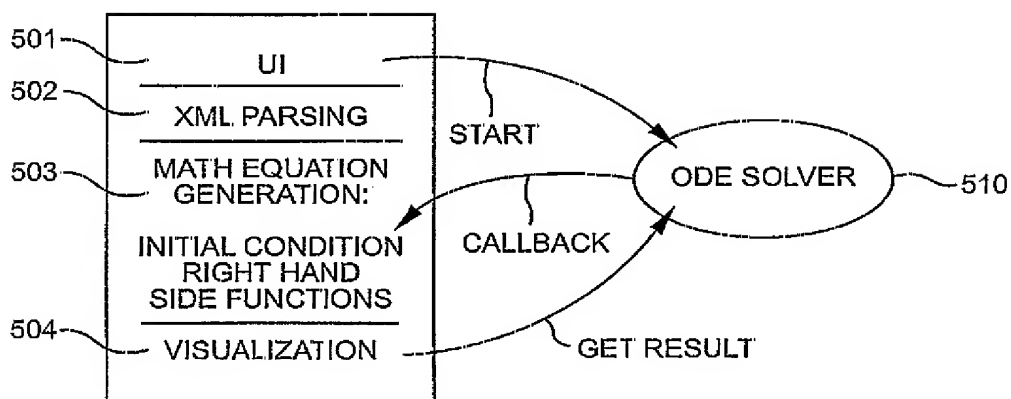 501
UI
502
XML PARSING
START
503
MATH EQUATION
GENERATION:
ODE SOLVER
510
CALLBACK
INITIAL CONDITION
RIGHT HAND
SIDE FUNCTIONS
504
VISUALIZATION
GET RESULT